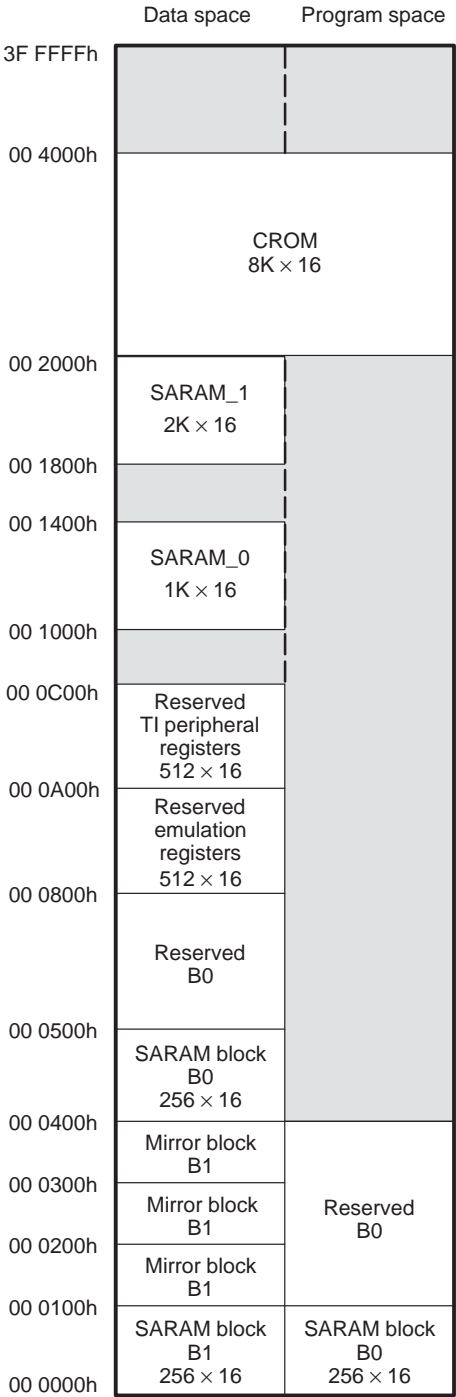 Data space Program space
3F FFFFh
00 4000h
CROM
8K × 16
00 2000h
SARAM_1
2K × 16
00 1800h
00 1400h
SARAM_0
1K × 16
00 1000h
00 0C00h
Reserved
TI peripheral
registers
512 × 16
00 0A00h
Reserved
emulation
registers
512 × 16
00 0800h
Reserved
B0
00 0500h
SARAM block
B0
256 × 16
00 0400h
Mirror block
B1
00 0300h
Mirror block
B1
Reserved
B0
00 0200h
Mirror block
B1
00 0100h
SARAM block
B1
256 × 16
SARAM block
B0
256 × 16
00 0000h